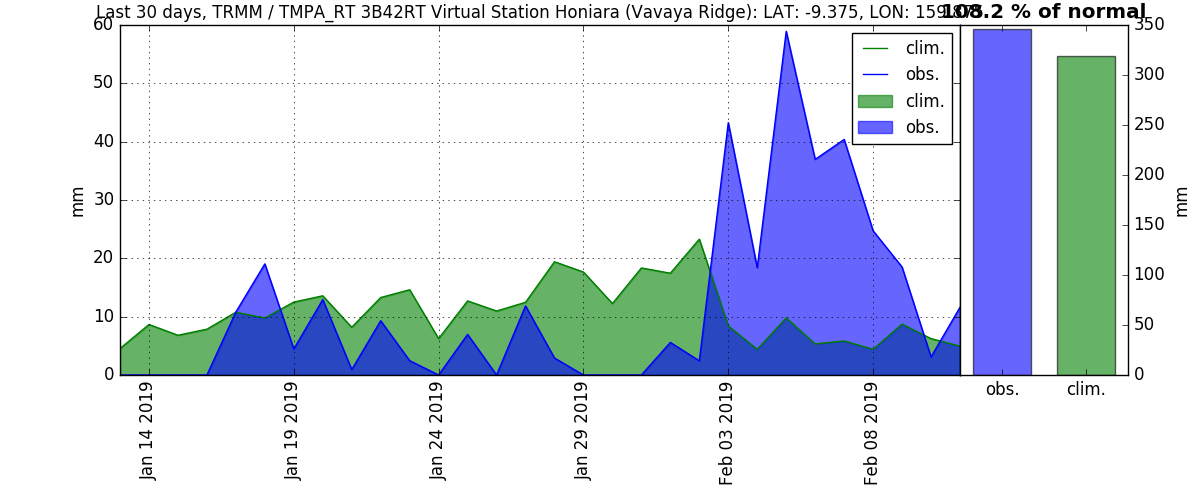 Last 30 days, TRMM / TMPA_RT 3B42RT Virtual Station Honiara (Vavaya Ridge): LAT: -9.375, LON:
108.2 % of normal
60
50
40
30
20
10
0
mm
clim.
obs.
clim.
obs.
Jan 14 2019
Jan 19 2019
Jan 24 2019
Jan 29 2019
Feb 03 2019
Feb 08 2019
350
300
250
200
150
100
50
0
mm
obs.
clim.